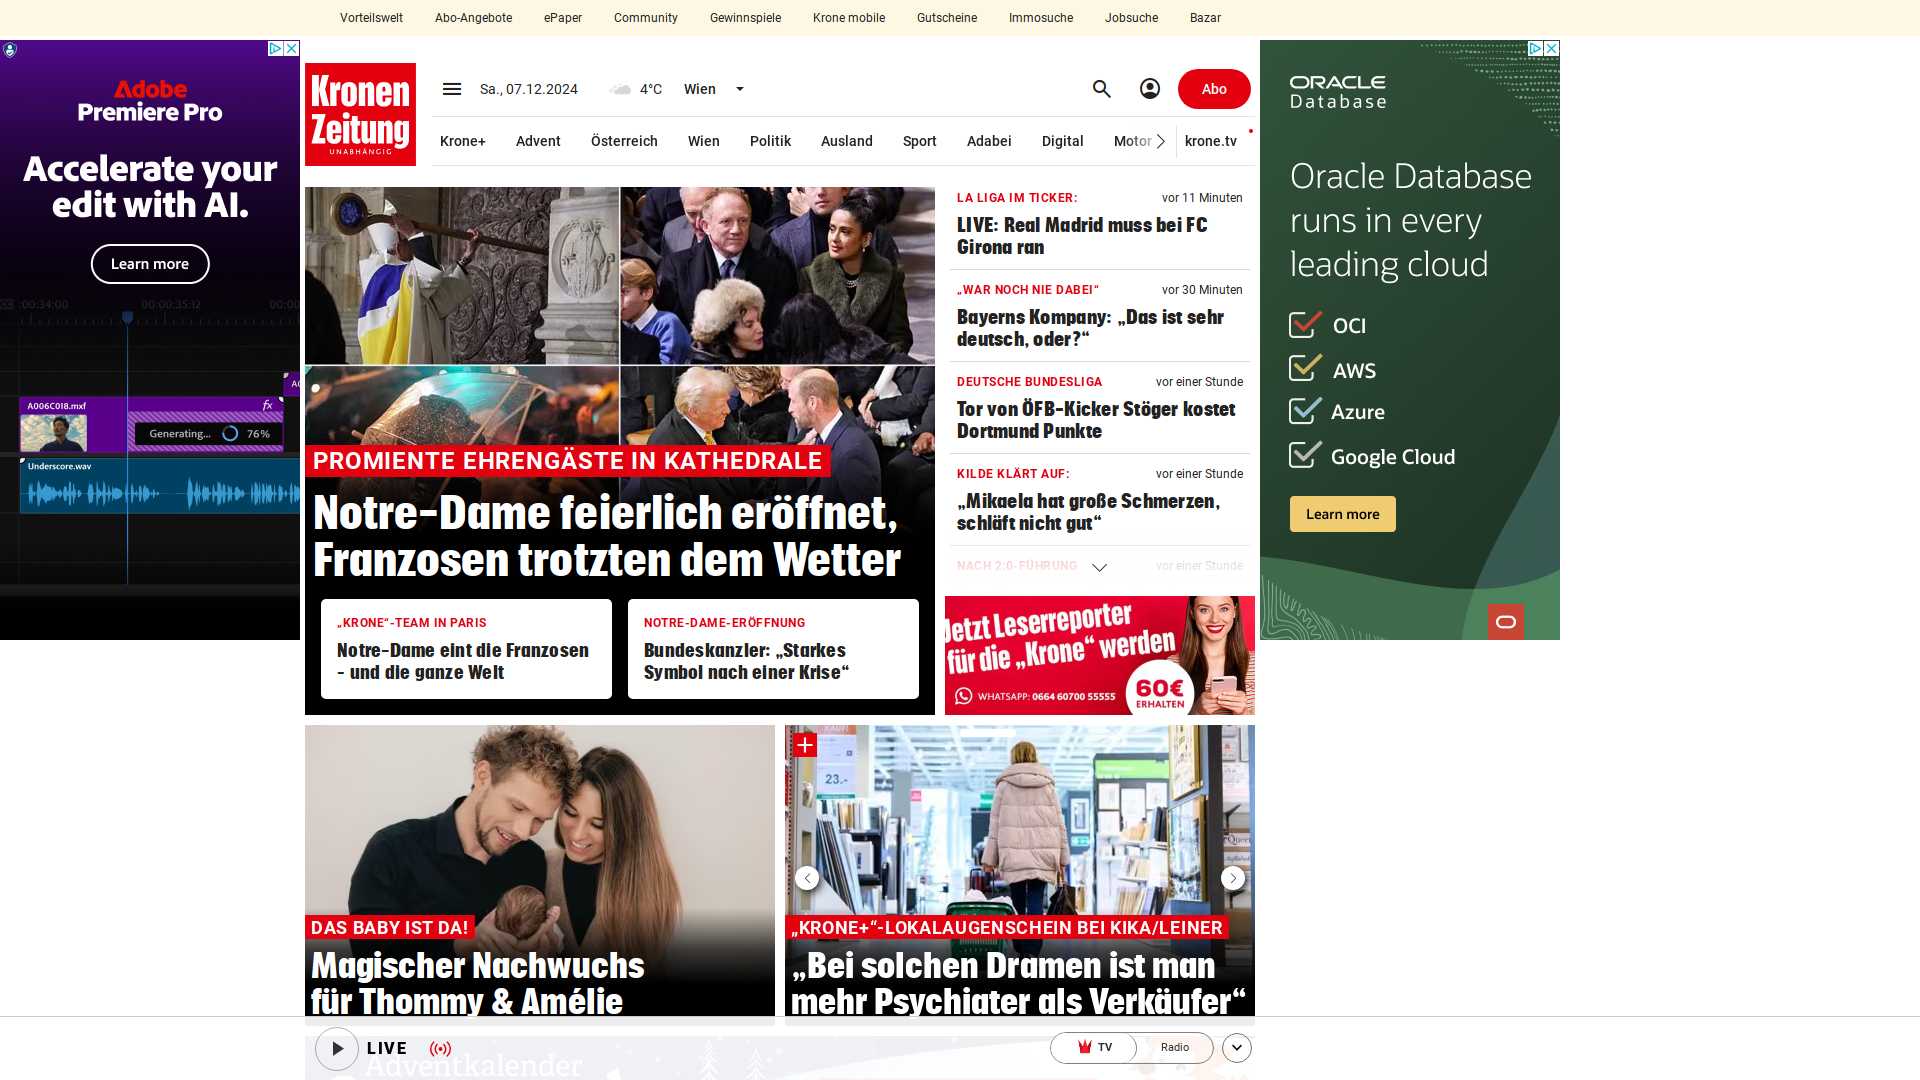 Vorteilswelt Abo-Angebote ePaper Community Gewinnspiele Krone mobile Gutscheine Immosuche Jobsuche Bazar
Adobe
Premiere Pro
Accelerate your
edit with AI.
Learn more
00:34:00 00:00:35:12 00:00
A006C018.mxf fx
Generating... 76%
Underscore.wav
Kronen
Zeitung
UNABHÄNGIG
Sa., 07.12.2024 4°C Wien
Abo
Krone+ Advent Österreich Wien Politik Ausland Sport Adabei Digital Motor krone.tv
PROMIENTE EHRENGÄSTE IN KATHEDRALE
Notre-Dame feierlich eröffnet,
Franzosen trotzten dem Wetter
„KRONE“-TEAM IN PARIS
Notre-Dame eint die Franzosen
- und die ganze Welt
NOTRE-DAME-ERÖFFNUNG
Bundeskanzler: „Starkes
Symbol nach einer Krise“
LA LIGA IM TICKER: vor 11 Minuten
LIVE: Real Madrid muss bei FC
Girona ran
„WAR NOCH NIE DABEI“ vor 30 Minuten
Bayerns Kompany: „Das ist sehr
deutsch, oder?“
DEUTSCHE BUNDESLIGA vor einer Stunde
Tor von ÖFB-Kicker Stöger kostet
Dortmund Punkte
KILDE KLÄRT AUF: vor einer Stunde
„Mikaela hat große Schmerzen,
schläft nicht gut“
NACH 2:0-FÜHRUNG vor einer Stunde
Jetzt Leserreporter
für die „Krone“ werden
WHATSAPP: 0664 60700 55555
60€
ERHALTEN
ORACLE
Database
Oracle Database
runs in every
leading cloud
OCI
AWS
Azure
Google Cloud
Learn more
DAS BABY IST DA!
Magischer Nachwuchs
für Thommy & Amélie
23.-
„KRONE+“-LOKALAUGENSCHEIN BEI KIKA/LEINER
„Bei solchen Dramen ist man
mehr Psychiater als Verkäufer“
LIVE
TV Radio
Adventkalender